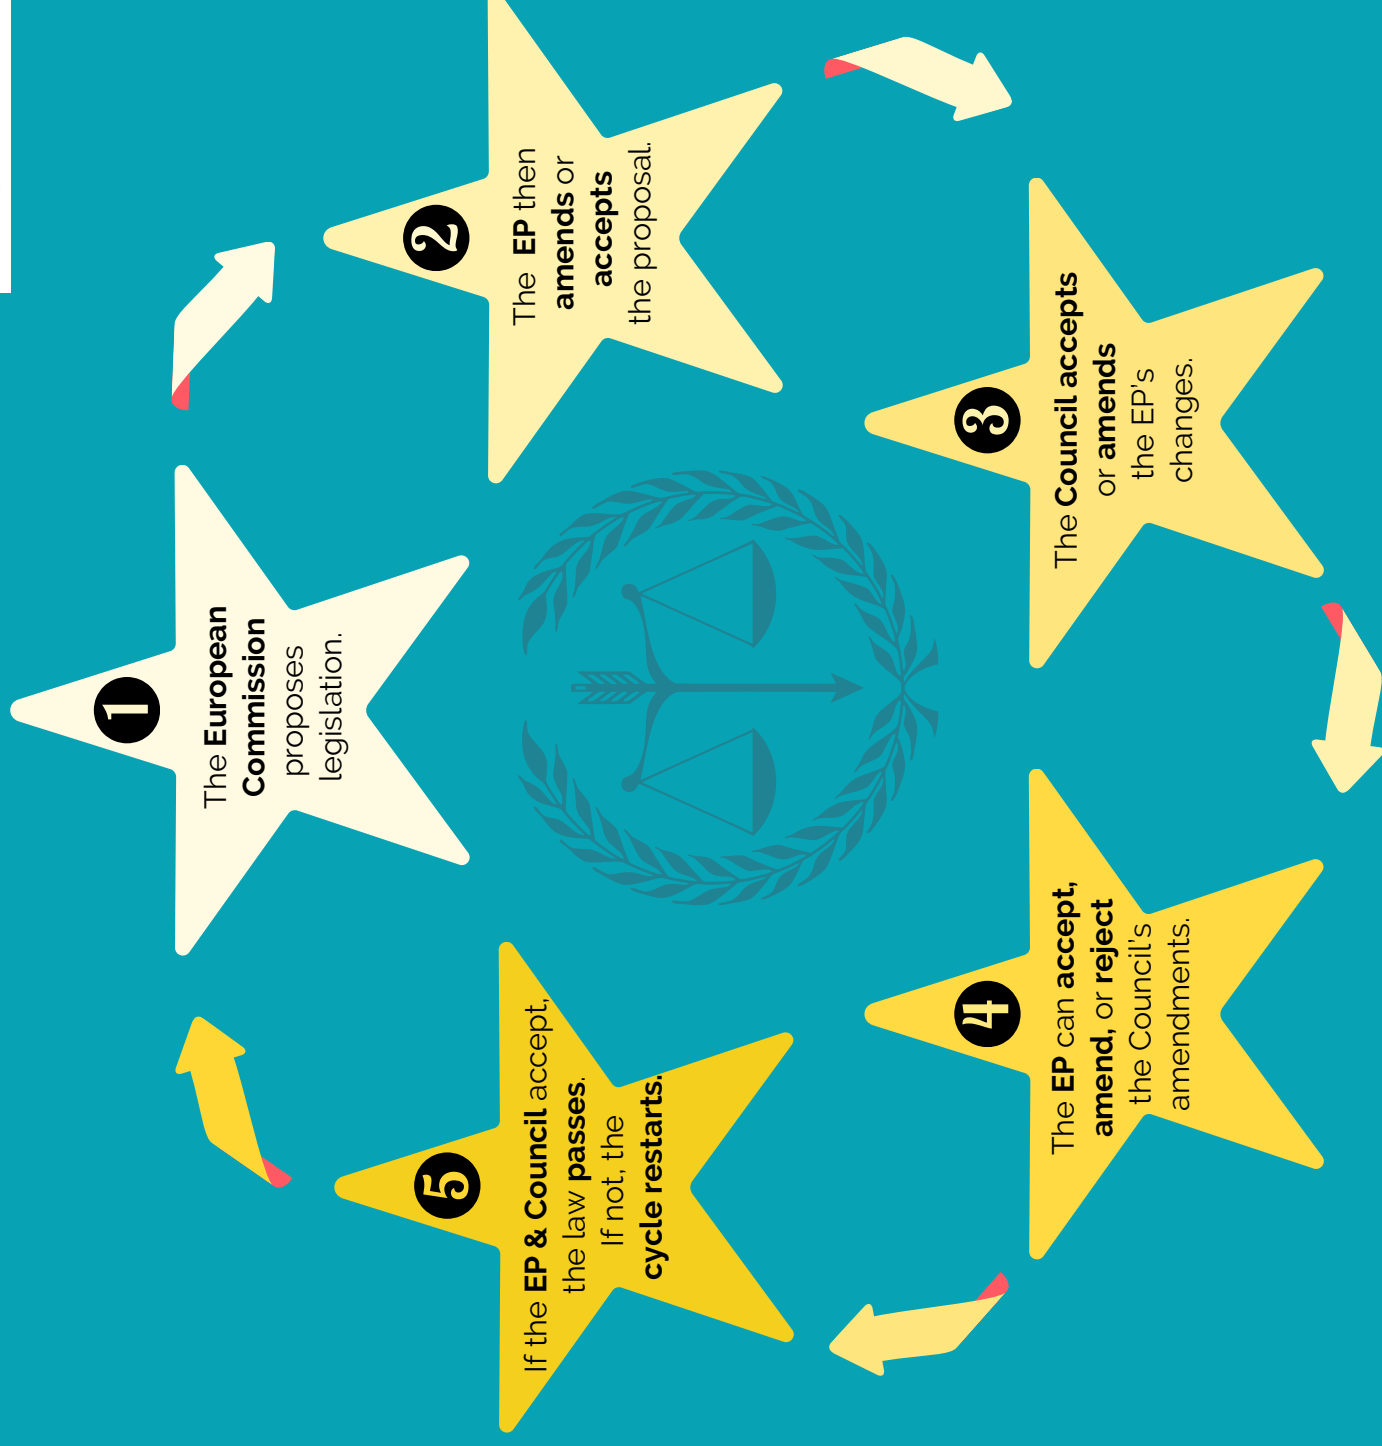 1
The European
Commission
proposes
legislation.
2
The EP then
amends or
accepts
the proposal.
3
The Council accepts
or amends
the EP's
changes.
4
The EP can accept,
amend, or reject
the Council's
amendments.
5
If the EP & Council accept,
the law passes.
If not, the
cycle restarts.